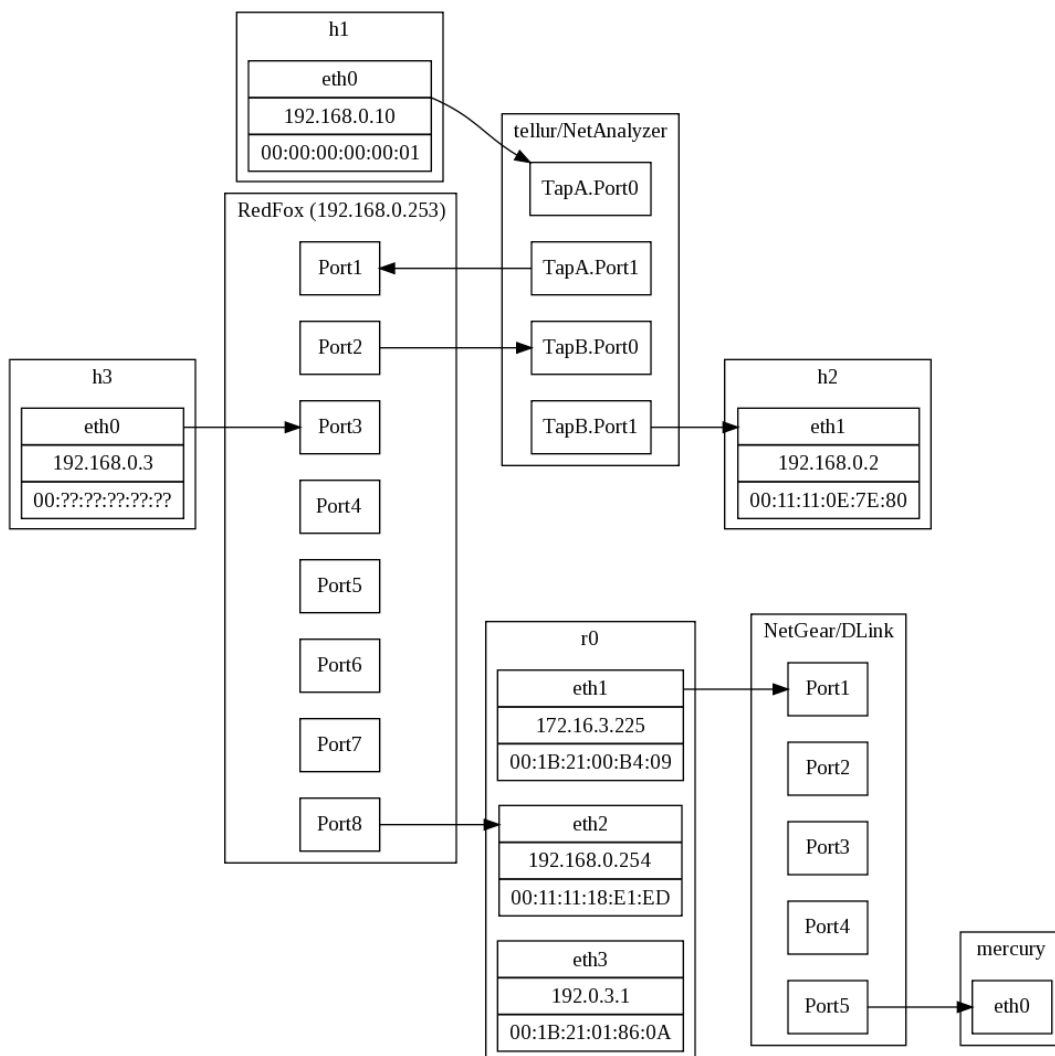 h1
eth0
192.168.0.10
00:00:00:00:00:01
tellur/NetAnalyzer
TapA.Port0
TapA.Port1
TapB.Port0
TapB.Port1
RedFox (192.168.0.253)
Port1
Port2
Port3
Port4
Port5
Port6
Port7
Port8
h3
eth0
192.168.0.3
00:??:??:??:??:??
h2
eth1
192.168.0.2
00:11:11:0E:7E:80
r0
eth1
172.16.3.225
00:1B:21:00:B4:09
eth2
192.168.0.254
00:11:11:18:E1:ED
eth3
192.0.3.1
00:1B:21:01:86:0A
NetGear/DLink
Port1
Port2
Port3
Port4
Port5
mercury
eth0